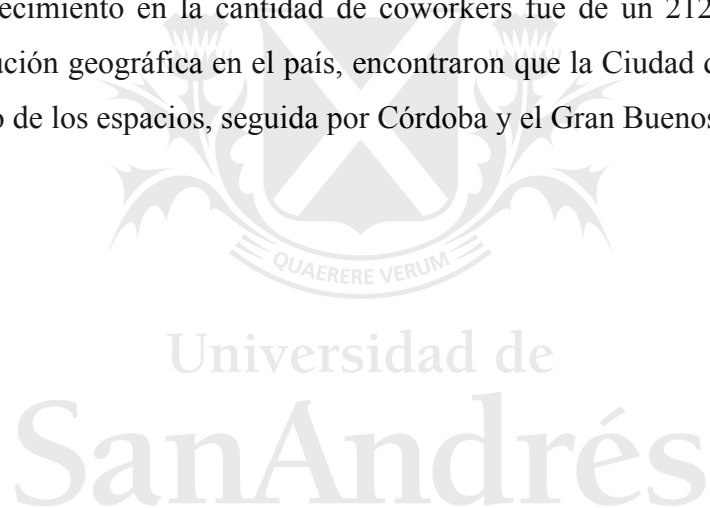 ecimiento en la cantidad de coworkers fue de un 212
ución geográfica en el país, encontraron que la Ciudad d
o de los espacios, seguida por Córdoba y el Gran Buenos
QUAERERE VERUM
Universidad de
SanAndrés